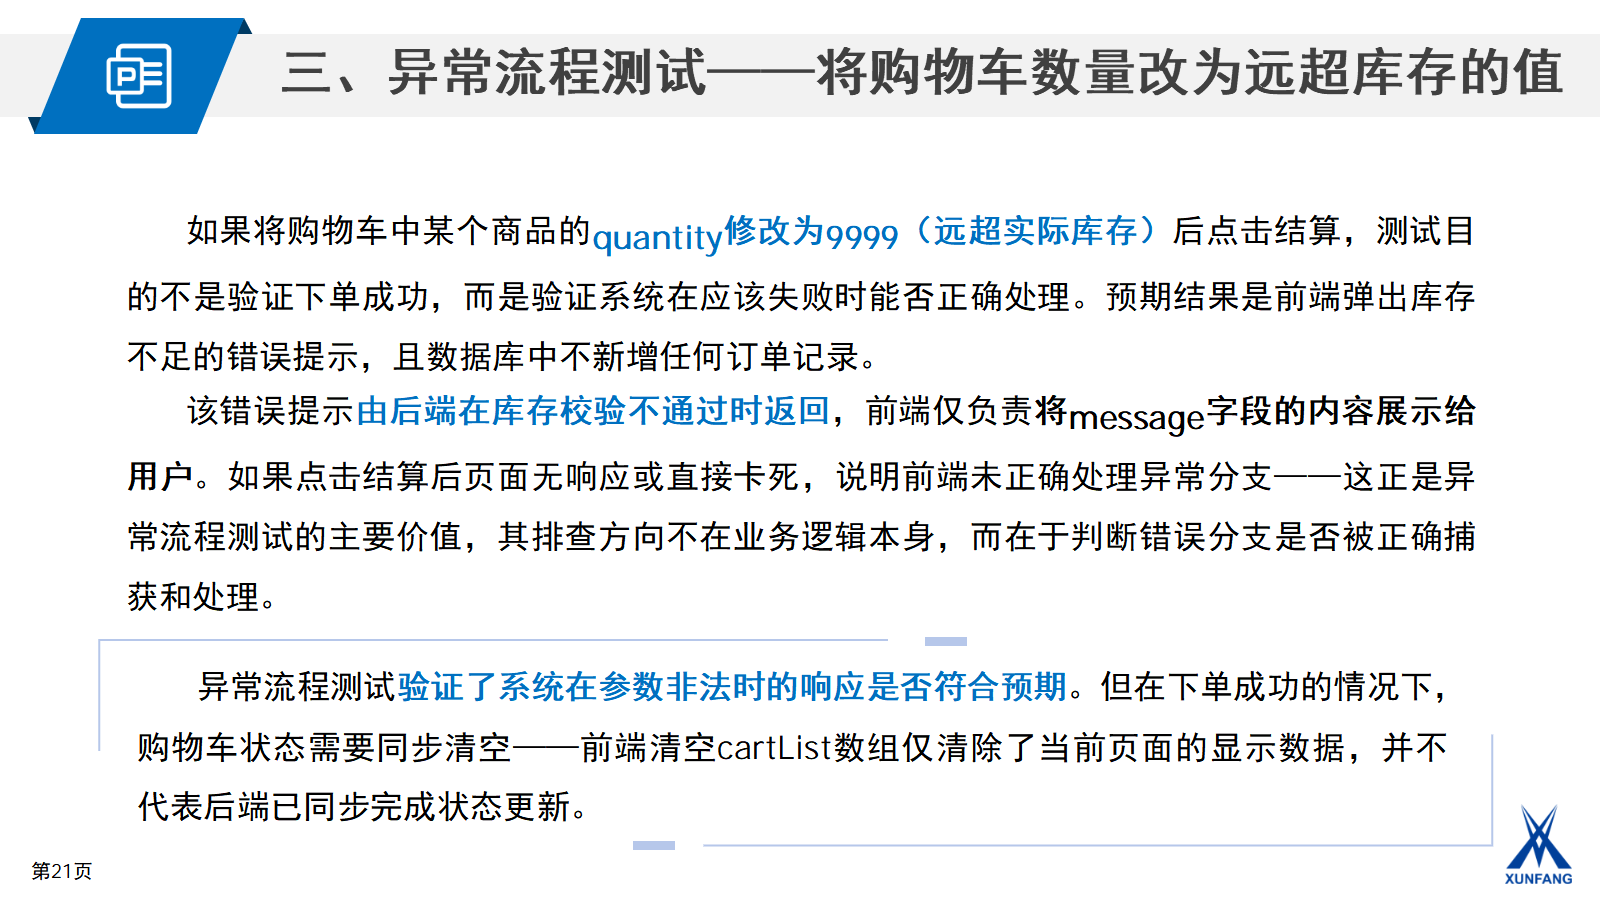 三、异常流程测试——将购物车数量改为远超库存的值
如果将购物车中某个商品的quantity修改为9999（远超实际库存）后点击结算，测试目
的不是验证下单成功，而是验证系统在应该失败时能否正确处理。预期结果是前端弹出库存
不足的错误提示，且数据库中不新增任何订单记录。
该错误提示由后端在库存校验不通过时返回，前端仅负责将message字段的内容展示给
用户。如果点击结算后页面无响应或直接卡死，说明前端未正确处理异常分支——这正是异
常流程测试的主要价值，其排查方向不在业务逻辑本身，而在于判断错误分支是否被正确捕
获和处理。
异常流程测试验证了系统在参数非法时的响应是否符合预期。但在下单成功的情况下，
购物车状态需要同步清空——前端清空cartList数组仅清除了当前页面的显示数据，并不
代表后端已同步完成状态更新。
第21页
XUNFANG